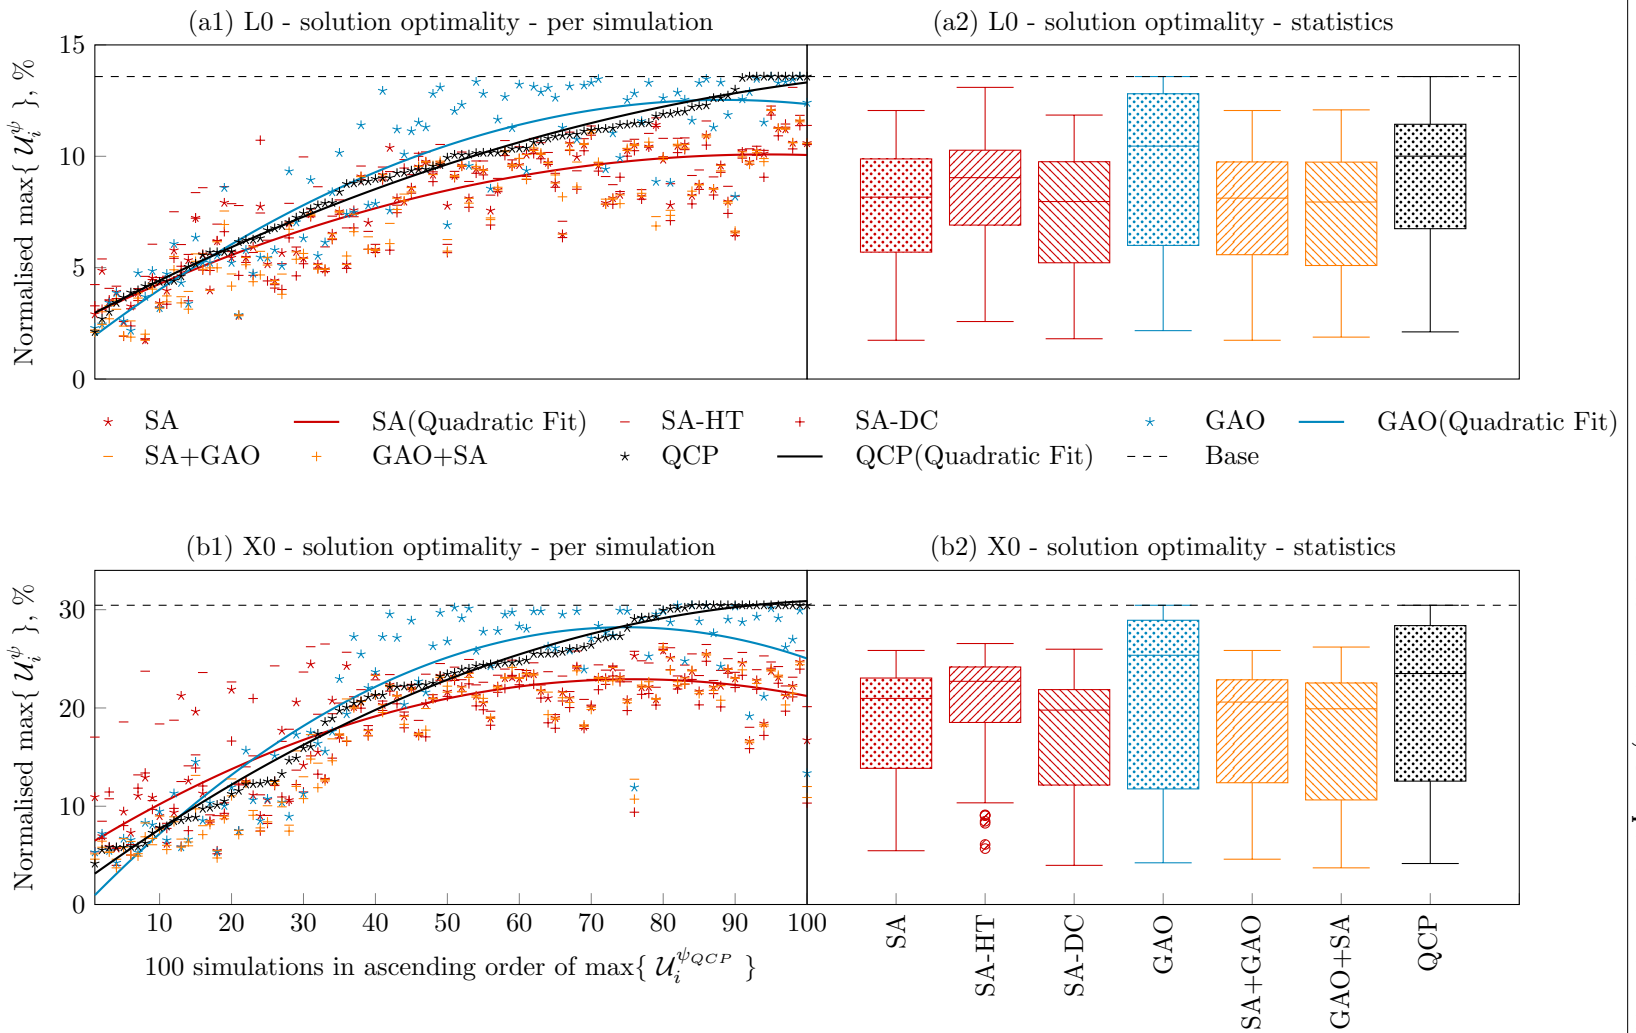 (a1) L0 - solution optimality - per simulation
(a2) L0 - solution optimality - statistics
Normalised max{ 𝒰ᵢ^ψ }, %
15
10
5
0
SA
SA(Quadratic Fit)
SA-HT
SA-DC
GAO
GAO(Quadratic Fit)
SA+GAO
GAO+SA
QCP
QCP(Quadratic Fit)
Base
(b1) X0 - solution optimality - per simulation
(b2) X0 - solution optimality - statistics
Normalised max{ 𝒰ᵢ^ψ }, %
30
20
10
0
10 20 30 40 50 60 70 80 90 100
100 simulations in ascending order of max{ 𝒰ᵢ^ψ_QCP }
SA
SA-HT
SA-DC
GAO
SA+GAO
GAO+SA
QCP